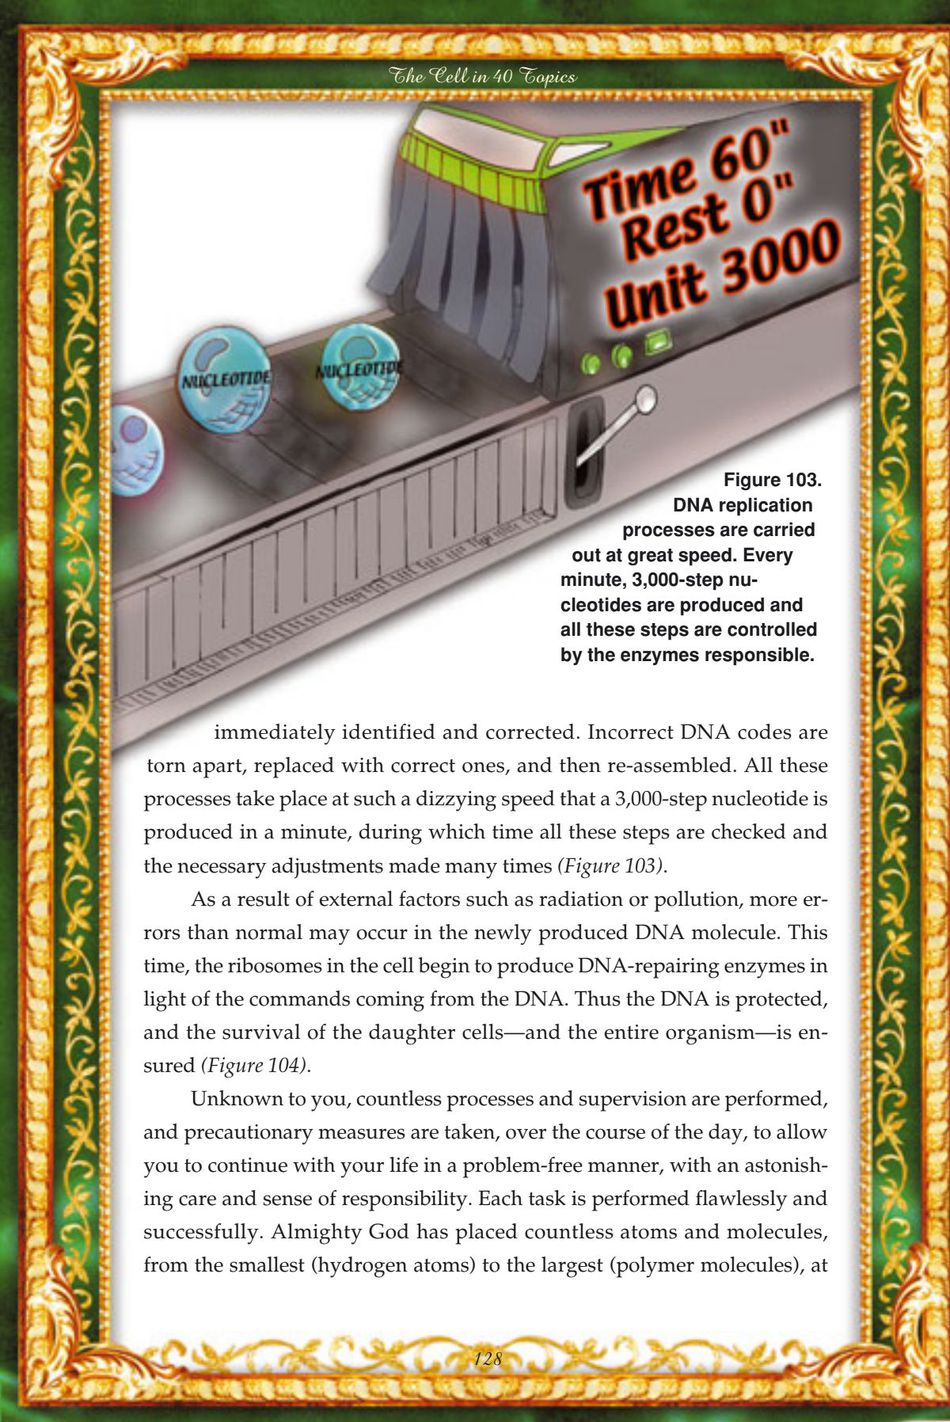 The Cell in 40 Topics
Time 60"
Rest 0"
Unit 3000
NUCLEOTIDE
NUCLEOTIDE
Figure 103.
DNA replication
processes are carried
out at great speed. Every
minute, 3,000-step nu-
cleotides are produced and
all these steps are controlled
by the enzymes responsible.
immediately identified and corrected. Incorrect DNA codes are
torn apart, replaced with correct ones, and then re-assembled. All these
processes take place at such a dizzying speed that a 3,000-step nucleotide is
produced in a minute, during which time all these steps are checked and
the necessary adjustments made many times (Figure 103).
As a result of external factors such as radiation or pollution, more er-
rors than normal may occur in the newly produced DNA molecule. This
time, the ribosomes in the cell begin to produce DNA-repairing enzymes in
light of the commands coming from the DNA. Thus the DNA is protected,
and the survival of the daughter cells—and the entire organism—is en-
sured (Figure 104).
Unknown to you, countless processes and supervision are performed,
and precautionary measures are taken, over the course of the day, to allow
you to continue with your life in a problem-free manner, with an astonish-
ing care and sense of responsibility. Each task is performed flawlessly and
successfully. Almighty God has placed countless atoms and molecules,
from the smallest (hydrogen atoms) to the largest (polymer molecules), at
128